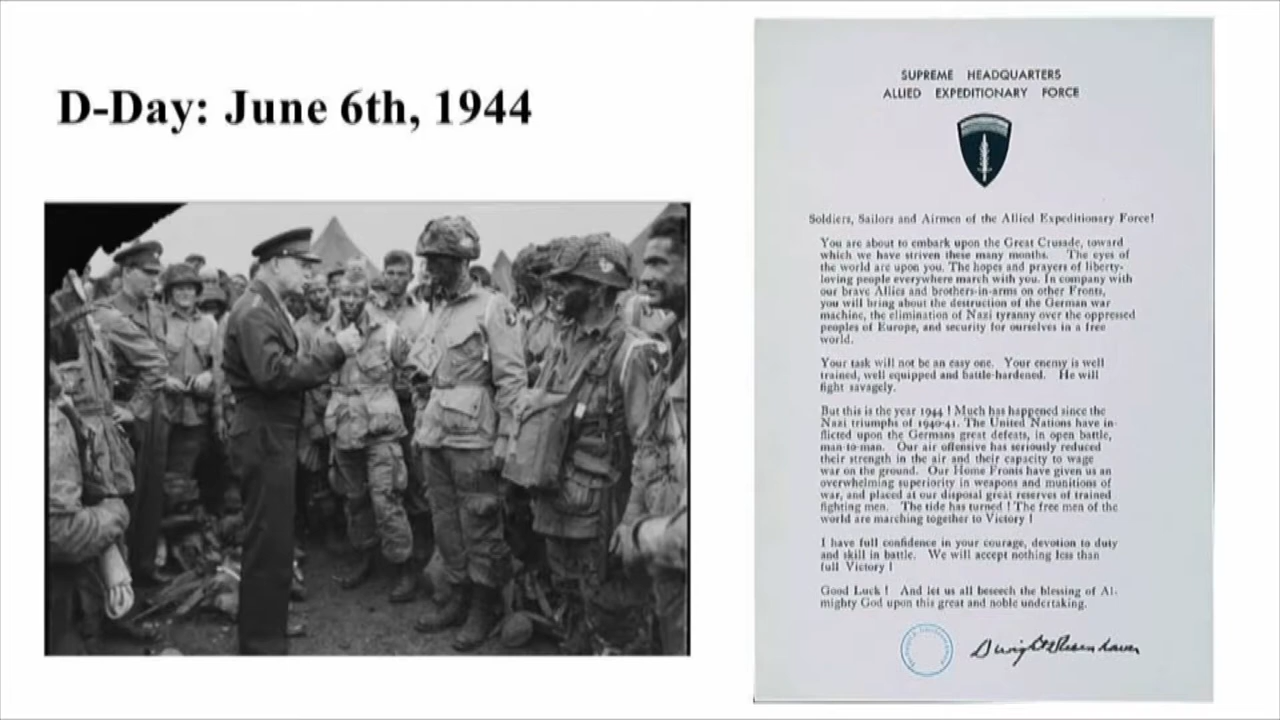 D-Day: June 6th, 1944
SUPREME HEADQUARTERS
ALLIED EXPEDITIONARY FORCE
Soldiers, Sailors and Airmen of the Allied Expeditionary Force!
You are about to embark upon the Great Crusade, toward
which we have striven these many months. The eyes of
the world are upon you. The hopes and prayers of liberty-
loving people everywhere march with you. In company with
our brave Allies and brothers-in-arms on other Fronts,
you will bring about the destruction of the German war
machine, the elimination of Nazi tyranny over the oppressed
peoples of Europe, and security for ourselves in a free
world.
Your task will not be an easy one. Your enemy is well
trained, well equipped and battle-hardened. He will
fight savagely.
But this is the year 1944 ! Much has happened since the
Nazi triumphs of 1940-41. The United Nations have in-
flicted upon the Germans great defeats, in open battle,
man-to-man. Our air offensive has seriously reduced
their strength in the air and their capacity to wage
war on the ground. Our Home Fronts have given us an
overwhelming superiority in weapons and munitions of
war, and placed at our disposal great reserves of trained
fighting men. The tide has turned ! The free men of the
world are marching together to Victory !
I have full confidence in your courage, devotion to duty
and skill in battle. We will accept nothing less than
full Victory !
Good Luck ! And let us all beseech the blessing of Al-
mighty God upon this great and noble undertaking.
Dwight D Eisenhower